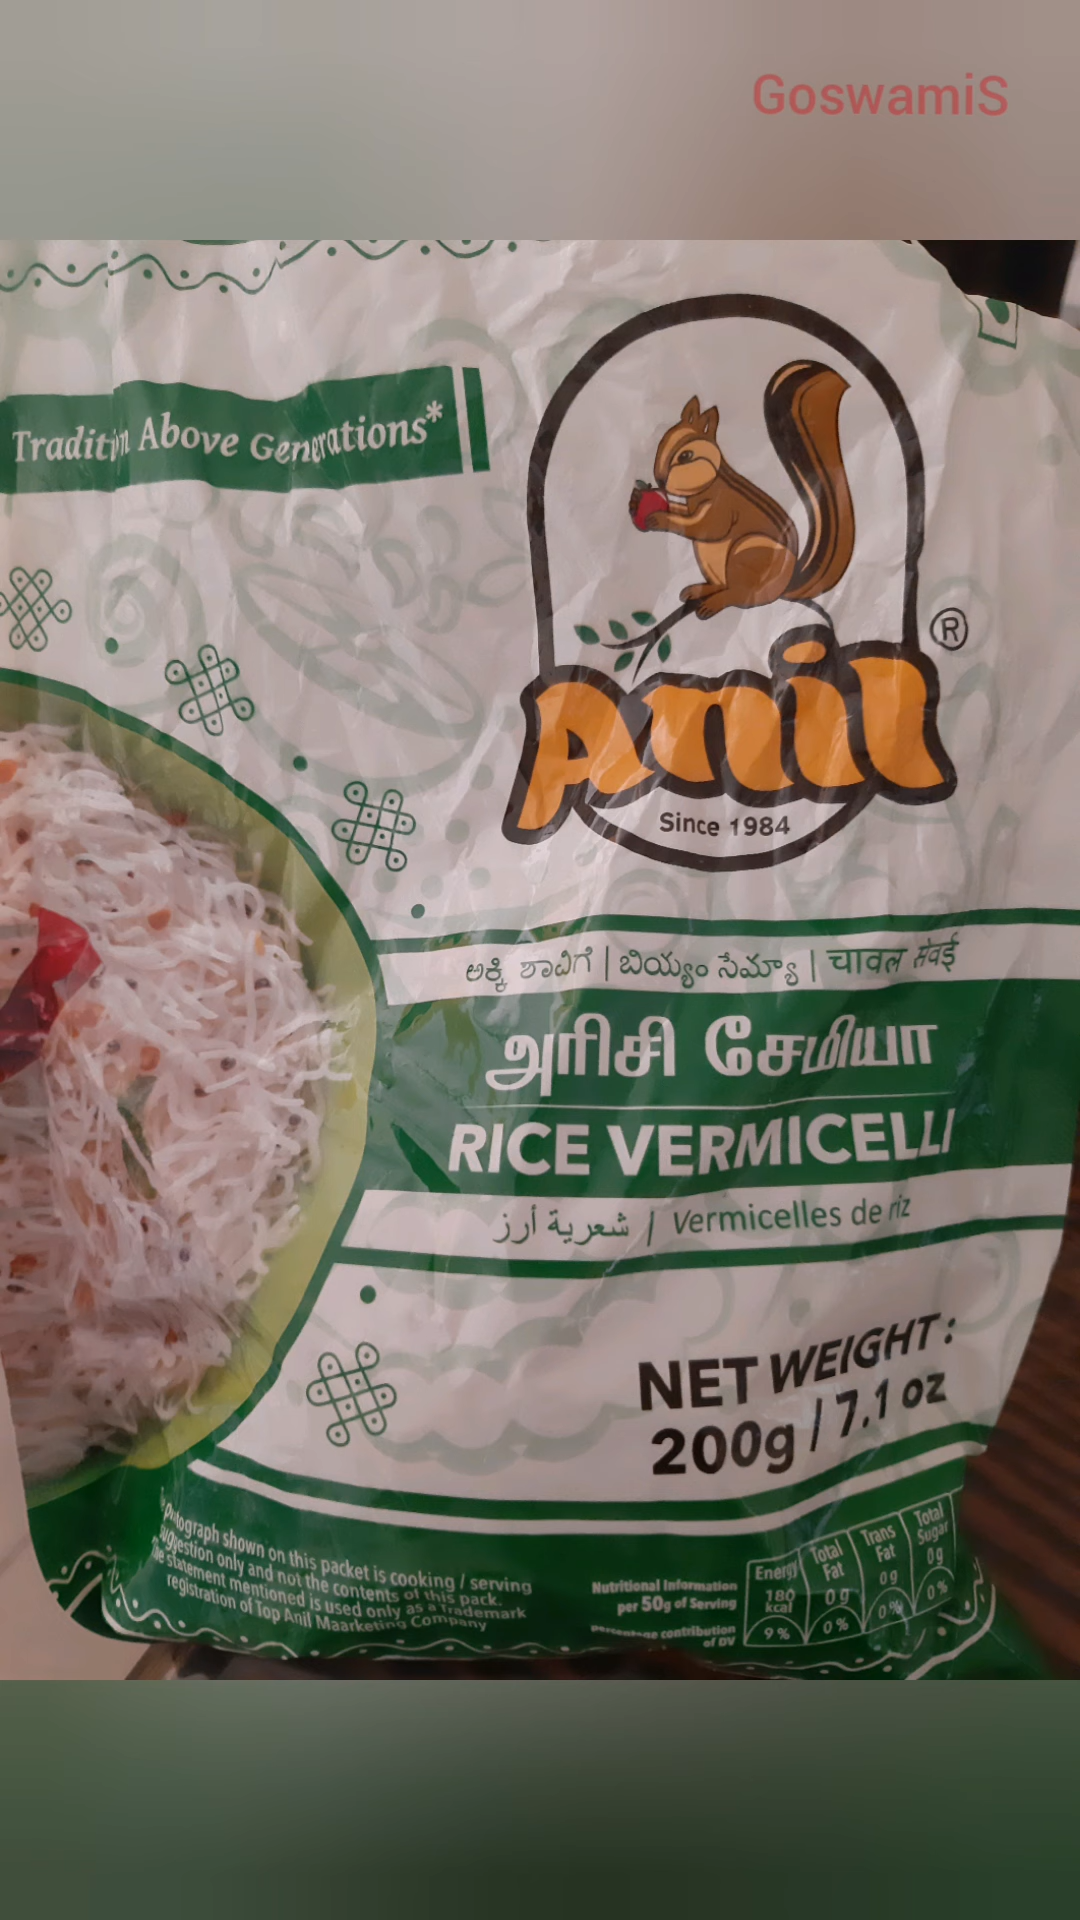 GoswamiS
Tradition Above Generations*
Anil ®
Since 1984
ಅಕ್ಕಿ ಶಾವಿಗೆ | బియ్యం సేమ్యా | चावल सेवंई
அரிசி சேமியா
RICE VERMICELLI
شعرية أرز / Vermicelles de riz
NET WEIGHT:
200g / 7.1 oz
photograph shown on this packet is cooking / serving
suggestion only and not the contents of this pack.
The statement mentioned is used only as a Trademark
registration of Top Anil Maarketing Company
Nutritional Information
per 50g of Serving
Percentage contribution
of DV
Energy 180 kcal 9%
Total Fat 0 g 0%
Trans Fat 0 g 0%
Total Sugar 0 g 0%